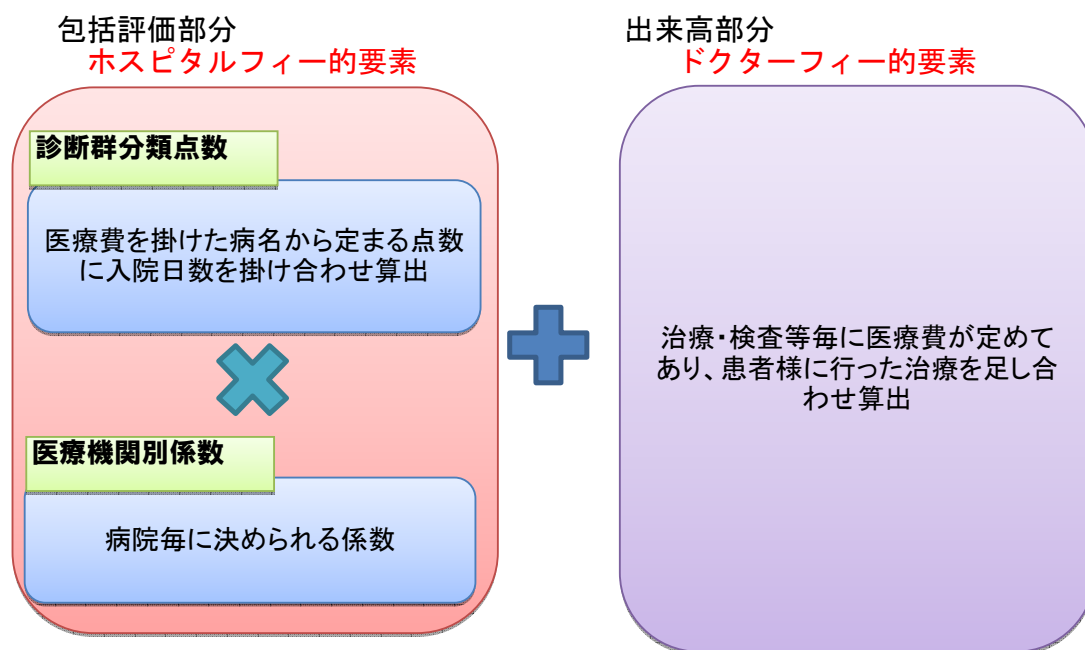 包括評価部分
ホスピタルフィー的要素
診断群分類点数
医療費を掛けた病名から定まる点数
に入院日数を掛け合わせ算出
医療機関別係数
病院毎に決められる係数
出来高部分
ドクターフィー的要素
治療・検査等毎に医療費が定めて
あり、患者様に行った治療を足し合
わせ算出